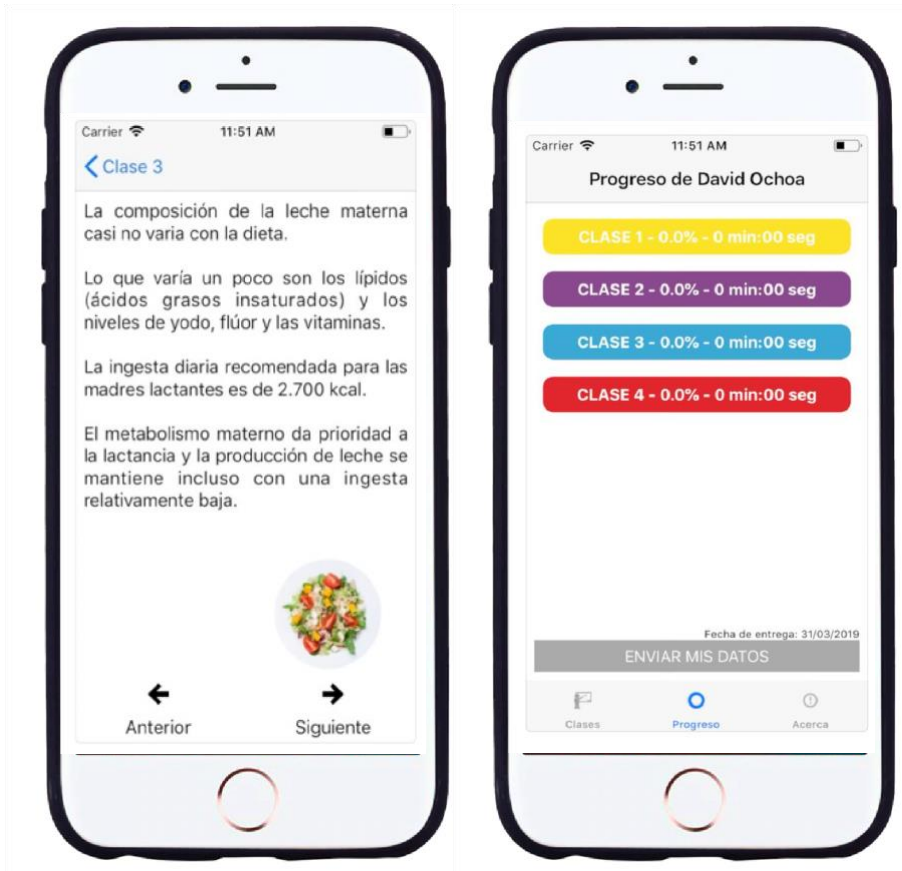 Carrier
11:51 AM
Clase 3
La composición de la leche materna
casi no varia con la dieta.
Lo que varía un poco son los lípidos
(ácidos grasos insaturados) y los
niveles de yodo, flúor y las vitaminas.
La ingesta diaria recomendada para las
madres lactantes es de 2.700 kcal.
El metabolismo materno da prioridad a
la lactancia y la producción de leche se
mantiene incluso con una ingesta
relativamente baja.
Anterior
Siguiente
Carrier
11:51 AM
Progreso de David Ochoa
CLASE 1 - 0.0% - 0 min:00 seg
CLASE 2 - 0.0% - 0 min:00 seg
CLASE 3 - 0.0% - 0 min:00 seg
CLASE 4 - 0.0% - 0 min:00 seg
Fecha de entrega: 31/03/2019
ENVIAR MIS DATOS
Clases
Progreso
Acerca